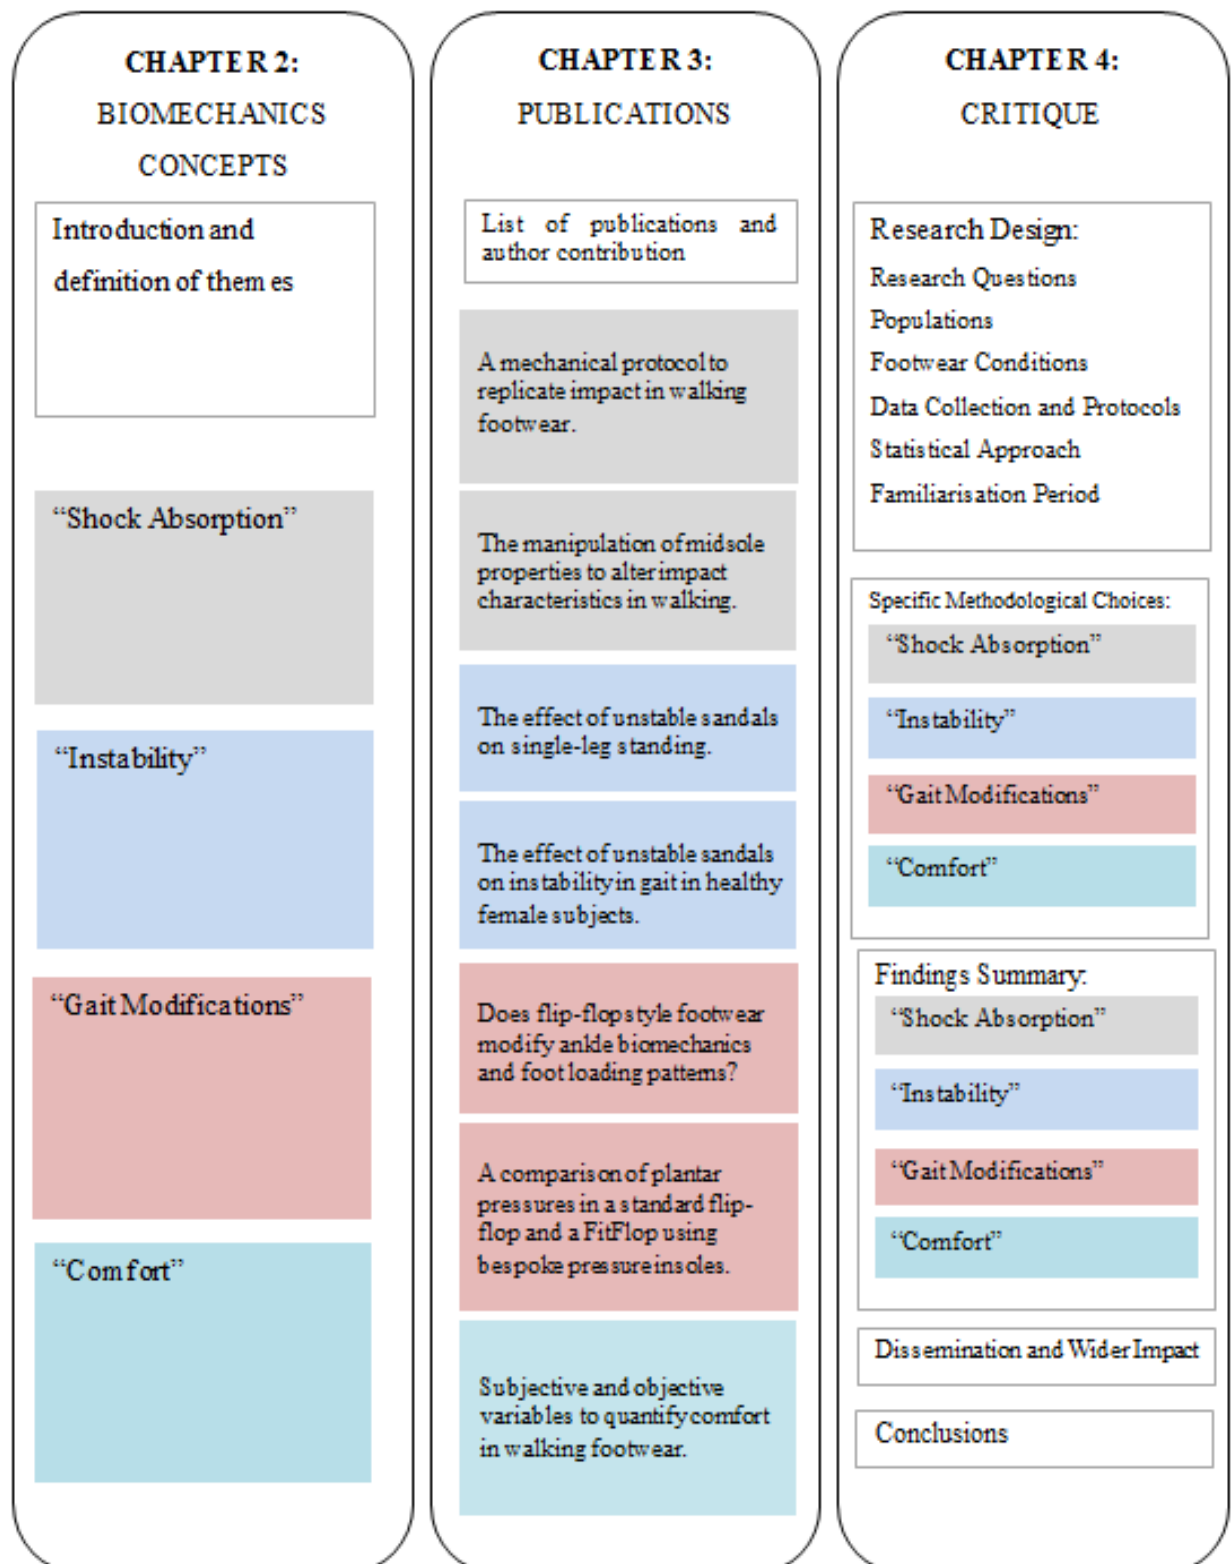 CHAPTER 2:
BIOMECHANICS
CONCEPTS
Introduction and
definition of themes
“Shock Absorption”
“Instability”
“Gait Modifications”
“Comfort”
CHAPTER 3:
PUBLICATIONS
List of publications and
author contribution
A mechanical protocol to
replicate impact in walking
footwear.
The manipulation of midsole
properties to alter impact
characteristics in walking.
The effect of unstable sandals
on single-leg standing.
The effect of unstable sandals
on instability in gait in healthy
female subjects.
Does flip-flop style footwear
modify ankle biomechanics
and foot loading patterns?
A comparison of plantar
pressures in a standard flip-
flop and a FitFlop using
bespoke pressure insoles.
Subjective and objective
variables to quantify comfort
in walking footwear.
CHAPTER 4:
CRITIQUE
Research Design:
Research Questions
Populations
Footwear Conditions
Data Collection and Protocols
Statistical Approach
Familiarisation Period
Specific Methodological Choices:
“Shock Absorption”
“Instability”
“Gait Modifications”
“Comfort”
Findings Summary:
“Shock Absorption”
“Instability”
“Gait Modifications”
“Comfort”
Dissemination and Wider Impact
Conclusions